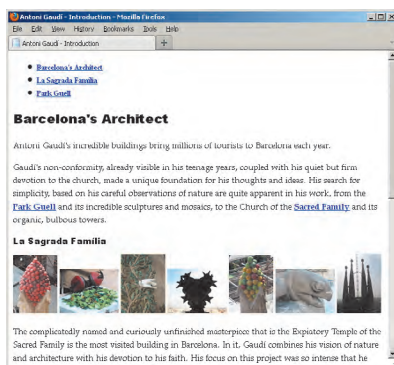 Antoni Gaudí - Introduction - Mozilla Firefox
File Edit View History Bookmarks Tools Help
Antoni Gaudí - Introduction
+
Barcelona's Architect
La Sagrada Família
Park Guell
Barcelona's Architect
Antoni Gaudí's incredible buildings bring millions of tourists to Barcelona each year.
Gaudí's non-conformity, already visible in his teenage years, coupled with his quiet but firm
devotion to the church, made a unique foundation for his thoughts and ideas. His search for
simplicity, based on his careful observations of nature are quite apparent in his work, from the
Park Guell and its incredible sculptures and mosaics, to the Church of the Sacred Family and its
organic, bulbous towers.
La Sagrada Família
The complicatedly named and curiously unfinished masterpiece that is the Expiatory Temple of the
Sacred Family is the most visited building in Barcelona. In it, Gaudí combines his vision of nature
and architecture with his devotion to his faith. His focus on this project was so intense that he